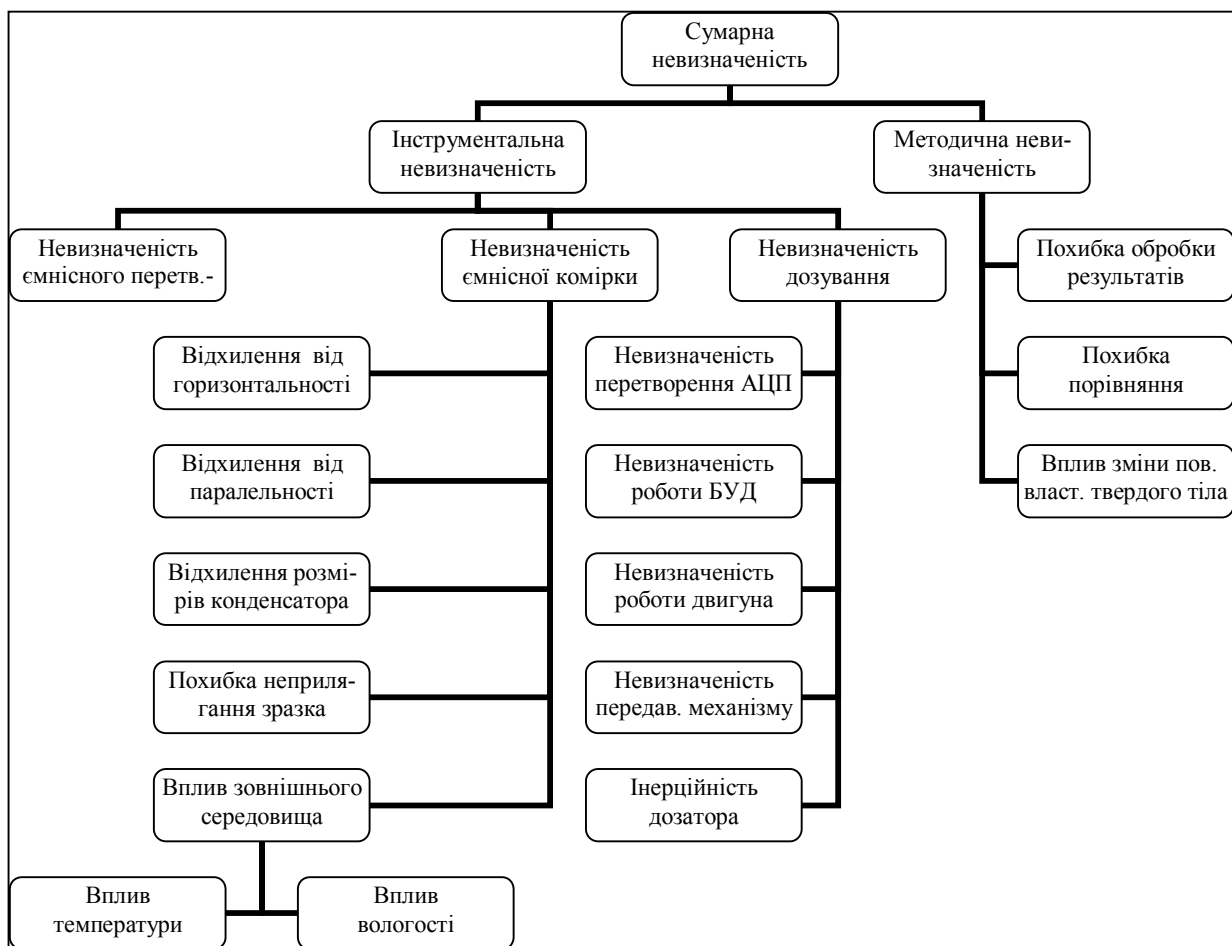 Сумарна
невизначеність
Інструментальна
невизначеність
Методична неви-
значеність
Невизначеність
ємнісного перетв.-
Невизначеність
ємнісної комірки
Невизначеність
дозування
Похибка обробки
результатів
Відхилення від
горизонтальності
Невизначеність
перетворення АЦП
Похибка
порівняння
Відхилення від
паралельності
Невизначеність
роботи БУД
Вплив зміни пов.
власт. твердого тіла
Відхилення розмі-
рів конденсатора
Невизначеність
роботи двигуна
Похибка неприля-
гання зразка
Невизначеність
передав. механізму
Вплив зовнішнього
середовища
Інерційність
дозатора
Вплив
температури
Вплив
вологості